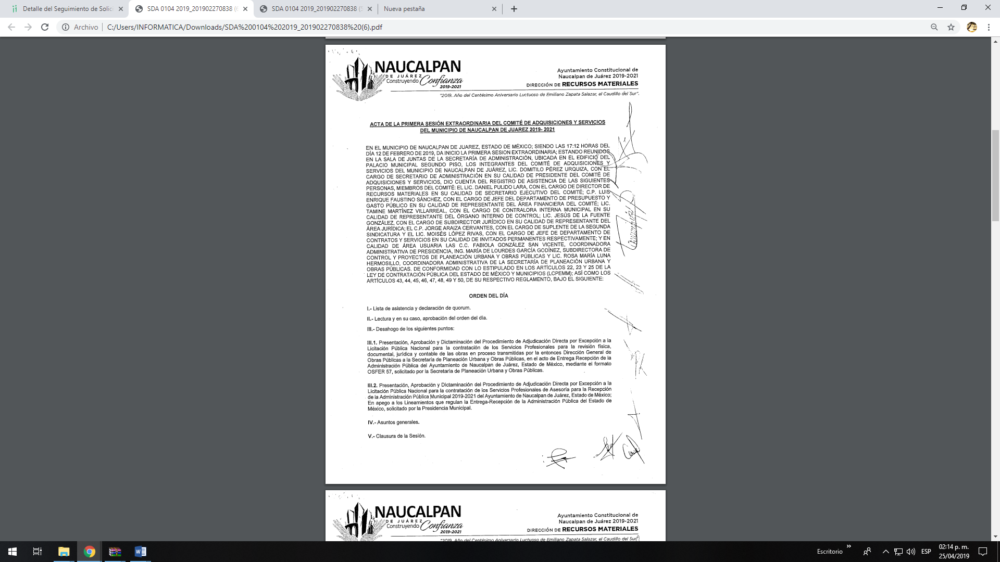 Detalle del Seguimiento de Solici
SDA 0104 2019_201902270838 (6
SDA 0104 2019_201902270838 (5
Nueva pestaña
Archivo
C:/Users/INFORMATICA/Downloads/SDA%200104%202019_201902270838%20(6).pdf
NAUCALPAN
DE JUÁREZ
Construyendo Confianza
2019-2021
Ayuntamiento Constitucional de
Naucalpan de Juárez 2019-2021
DIRECCIÓN DE RECURSOS MATERIALES
"2019. Año del Centésimo Aniversario Luctuoso de Emiliano Zapata Salazar, el Caudillo del Sur".
ACTA DE LA PRIMERA SESIÓN EXTRAORDINARIA DEL COMITÉ DE ADQUISICIONES Y SERVICIOS
DEL MUNICIPIO DE NAUCALPAN DE JUAREZ 2019- 2021
EN EL MUNICIPIO DE NAUCALPAN DE JUAREZ, ESTADO DE MÉXICO; SIENDO LAS 17:12 HORAS DEL
DÍA 12 DE FEBRERO DE 2019, DA INICIO LA PRIMERA SESION EXTRAORDINARIA; ESTANDO REUNIDOS
EN LA SALA DE JUNTAS DE LA SECRETARÍA DE ADMINISTRACIÓN, UBICADA EN EL EDIFICIO DEL
PALACIO MUNICIPAL SEGUNDO PISO, LOS INTEGRANTES DEL COMITÉ DE ADQUISICIONES Y
SERVICIOS DEL MUNICIPIO DE NAUCALPAN DE JUÁREZ, LIC. DOMITILO PÉREZ URQUIZA, CON EL
CARGO DE SECRETARIO DE ADMINISTRACIÓN EN SU CALIDAD DE PRESIDENTE DEL COMITÉ DE
ADQUISICIONES Y SERVICIOS, DIO CUENTA DEL REGISTRO DE ASISTENCIA DE LAS SIGUIENTES
PERSONAS, MIEMBROS DEL COMITÉ: EL LIC. DANIEL PULIDO LARA, CON EL CARGO DE DIRECTOR DE
RECURSOS MATERIALES EN SU CALIDAD DE SECRETARIO EJECUTIVO DEL COMITÉ; C.P. LUIS
ENRIQUE FAUSTINO SÁNCHEZ, CON EL CARGO DE JEFE DEL DEPARTAMENTO DE PRESUPUESTO Y
GASTO PÚBLICO EN SU CALIDAD DE REPRESENTANTE DEL ÁREA FINANCIERA DEL COMITÉ; LIC.
TAMINE MARTÍNEZ VILLARREAL, CON EL CARGO DE CONTRALORA INTERNA MUNICIPAL EN SU
CALIDAD DE REPRESENTANTE DEL ÓRGANO INTERNO DE CONTROL; LIC. JESÚS DE LA FUENTE
GONZÁLEZ, CON EL CARGO DE SUBDIRECTOR JURÍDICO EN SU CALIDAD DE REPRESENTANTE DEL
ÁREA JURÍDICA; EL C.P. JORGE ARAIZA CERVANTES, CON EL CARGO DE SUPLENTE DE LA SEGUNDA
SINDICATURA Y EL LIC. MOISÉS LÓPEZ RIVAS, CON EL CARGO DE JEFE DE DEPARTAMENTO DE
CONTRATOS Y SERVICIOS EN SU CALIDAD DE INVITADOS PERMANENTES RESPECTIVAMENTE; Y EN
CALIDAD DE ÁREA USUARIA LAS C.C. FABIOLA GONZÁLEZ SAN VICENTE, COORDINADORA
ADMINISTRATIVA DE PRESIDENCIA, ING. MARÍA DE LOURDES GARCÍA GODÍNEZ, SUBDIRECTORA DE
CONTROL Y PROYECTOS DE PLANEACIÓN URBANA Y OBRAS PÚBLICAS Y LIC. ROSA MARÍA LUNA
HERMOSILLO, COORDINADORA ADMINISTRATIVA DE LA SECRETARÍA DE PLANEACIÓN URBANA Y
OBRAS PÚBLICAS. DE CONFORMIDAD CON LO ESTIPULADO EN LOS ARTÍCULOS 22, 23 Y 25 DE LA
LEY DE CONTRATACIÓN PÚBLICA DEL ESTADO DE MÉXICO Y MUNICIPIOS (LCPEMM); ASÍ COMO LOS
ARTÍCULOS 43, 44, 45, 46, 47, 48, 49 Y 50, DE SU RESPECTIVO REGLAMENTO, BAJO EL SIGUIENTE:
ORDEN DEL DÍA
I.- Lista de asistencia y declaración de quorum.
II.- Lectura y en su caso, aprobación del orden del día.
III.- Desahogo de los siguientes puntos:
III.1. Presentación, Aprobación y Dictaminación del Procedimiento de Adjudicación Directa por Excepción a la
Licitación Pública Nacional para la contratación de los Servicios Profesionales para la revisión física,
documental, jurídica y contable de las obras en proceso transmitidas por la entonces Dirección General de
Obras Públicas a la Secretaría de Planeación Urbana y Obras Públicas, en el acto de Entrega Recepción de la
Administración Pública del Ayuntamiento de Naucalpan de Juárez, Estado de México, mediante el formato
OSFER 57, solicitado por la Secretaría de Planeación Urbana y Obras Públicas.
III.2. Presentación, Aprobación y Dictaminación del Procedimiento de Adjudicación Directa por Excepción a la
Licitación Pública Nacional para la contratación de los Servicios Profesionales de Asesoría para la Recepción
de la Administración Pública Municipal 2019-2021 del Ayuntamiento de Naucalpan de Juárez, Estado de México;
En apego a los Lineamientos que regulan la Entrega-Recepción de la Administración Pública del Estado de
México, solicitado por la Presidencia Municipal.
IV.- Asuntos generales.
V.- Clausura de la Sesión.
NAUCALPAN
DE JUÁREZ
Construyendo Confianza
2019-2021
Ayuntamiento Constitucional de
Naucalpan de Juárez 2019-2021
DIRECCIÓN DE RECURSOS MATERIALES
"2019. Año del Centésimo Aniversario Luctuoso de Emiliano Zapata Salazar, el Caudillo del Sur".
Escritorio
ESP
02:14 p. m.
25/04/2019